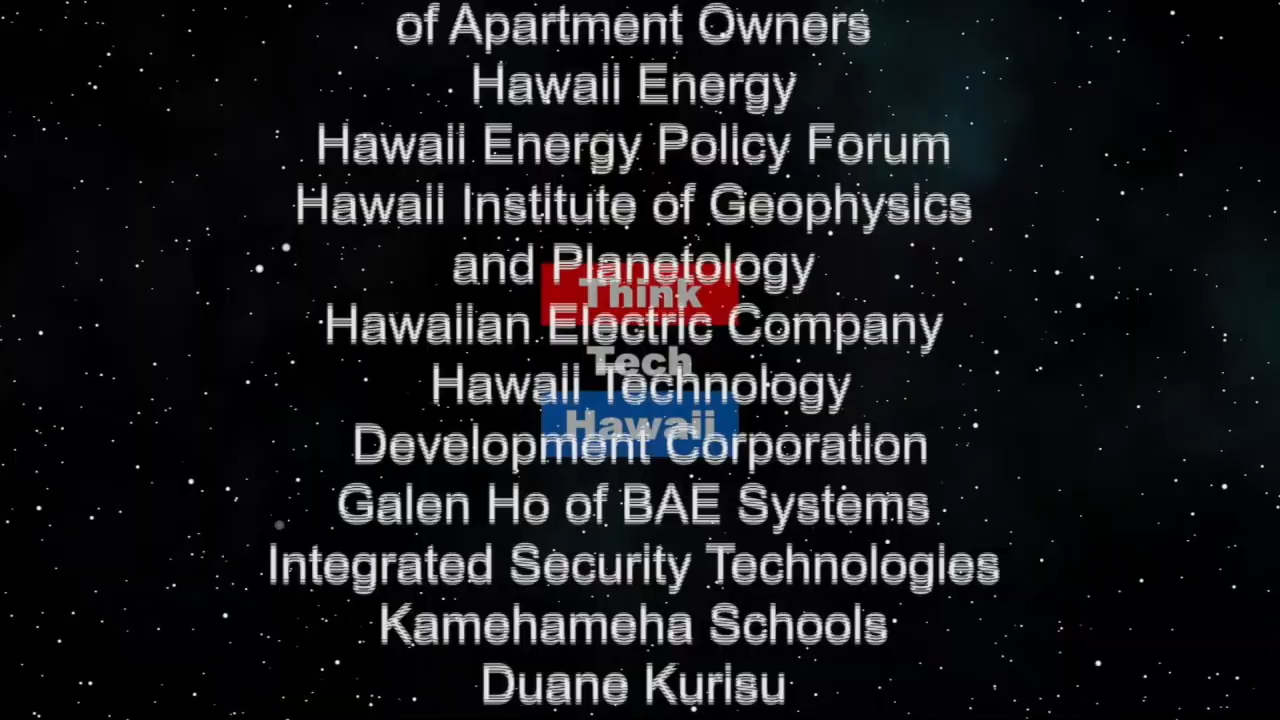 of Apartment Owners
Hawaii Energy
Hawaii Energy Policy Forum
Hawaii Institute of Geophysics
and Planetology
Think
Hawaiian Electric Company
Tech
Hawaii Technology
Hawaii
Development Corporation
Galen Ho of BAE Systems
Integrated Security Technologies
Kamehameha Schools
Duane Kurisu